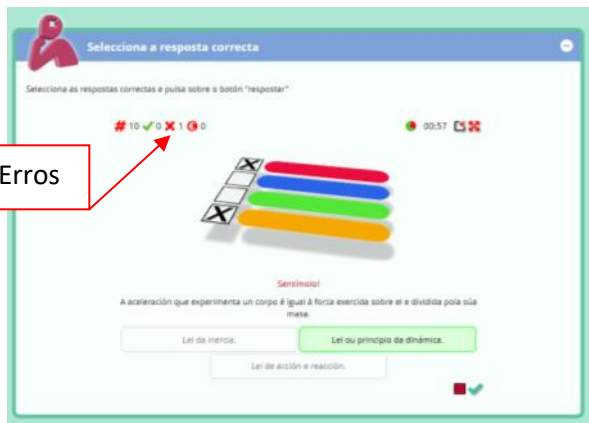 Selecciona a resposta correcta
Selecciona as respostas correctas e pulsa sobre o botón "respostar"
# 10 ✓ 0 ✗ 1 0
00:57
Erros
Sentímolo!
A aceleración que experimenta un corpo é igual á forza exercida sobre el e dividida pola súa
masa.
Lei da inercia.
Lei ou principio da dinámica.
Lei de acción e reacción.